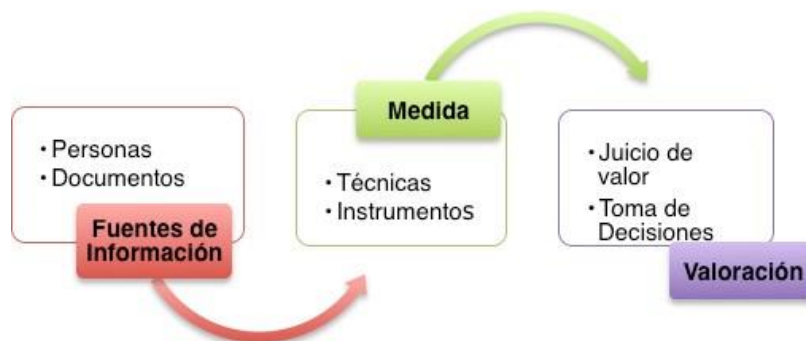 • Personas
• Documentos
Fuentes de
Información
Medida
• Técnicas
• Instrumentos
• Juicio de
valor
• Toma de
Decisiones
Valoración